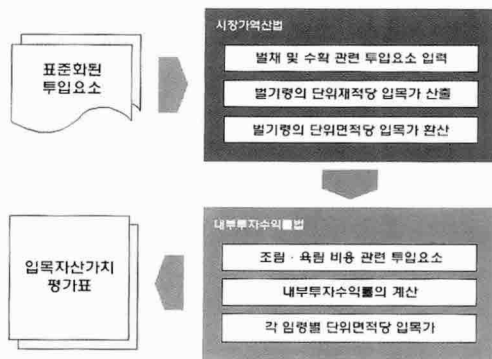 표준화된
투입요소
시장가역산법
벌채 및 수확 관련 투입요소 입력
벌기령의 단위재적당 입목가 산출
벌기령의 단위면적당 입목가 환산
내부투자수익률법
조림 · 육림 비용 관련 투입요소
내부투자수익률의 계산
각 임령별 단위면적당 입목가
입목자산가치
평가표